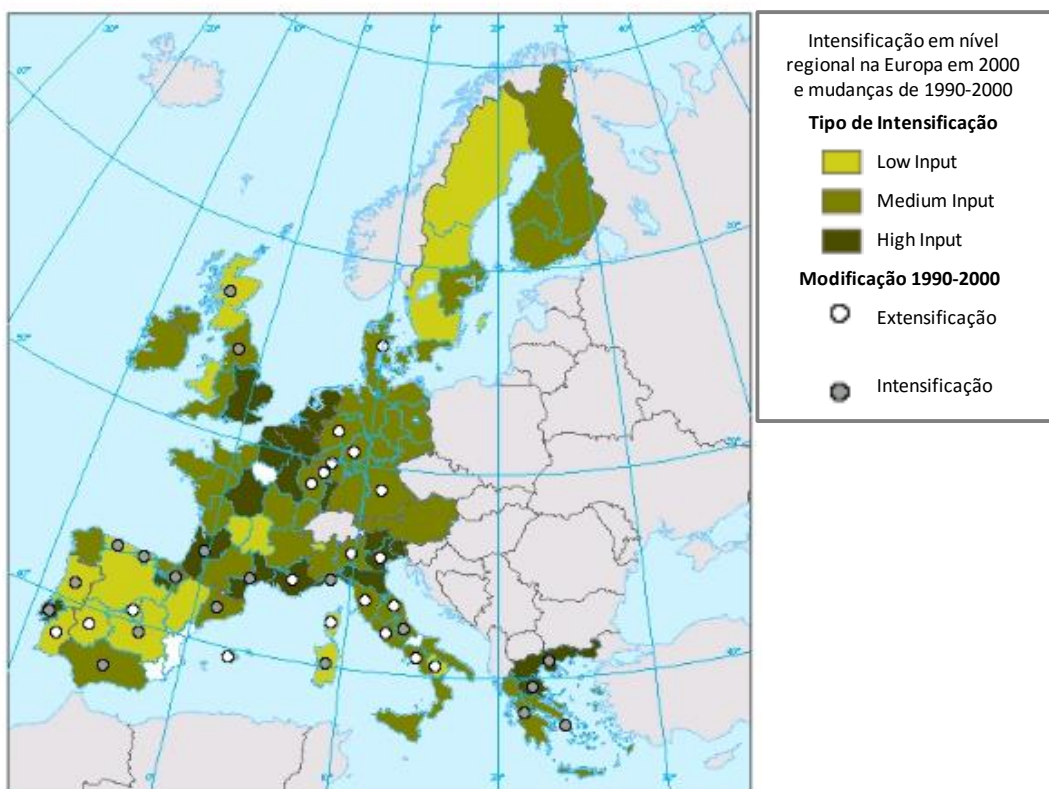 Intensificação em nível
regional na Europa em 2000
e mudanças de 1990-2000
Tipo de Intensificação
Low Input
Medium Input
High Input
Modificação 1990-2000
Extensificação
Intensificação